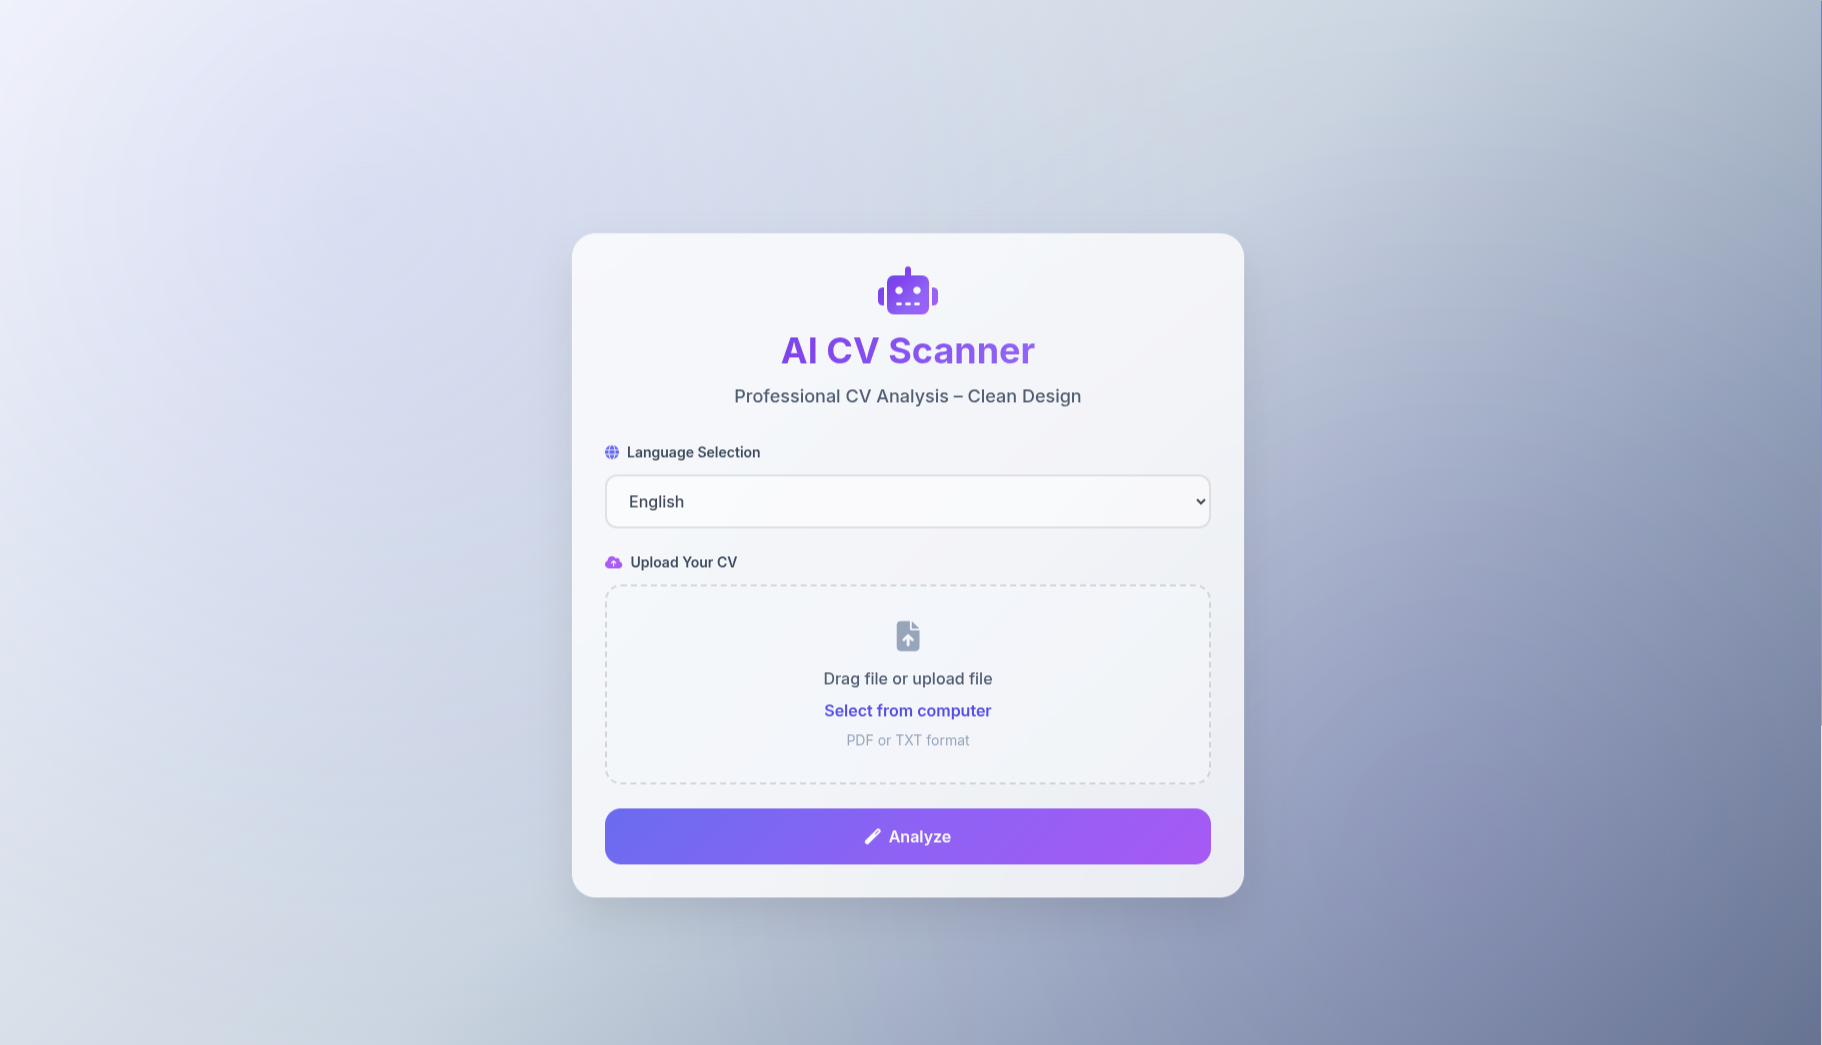 AI CV Scanner
Professional CV Analysis – Clean Design
Language Selection
English
Upload Your CV
Drag file or upload file
Select from computer
PDF or TXT format
Analyze